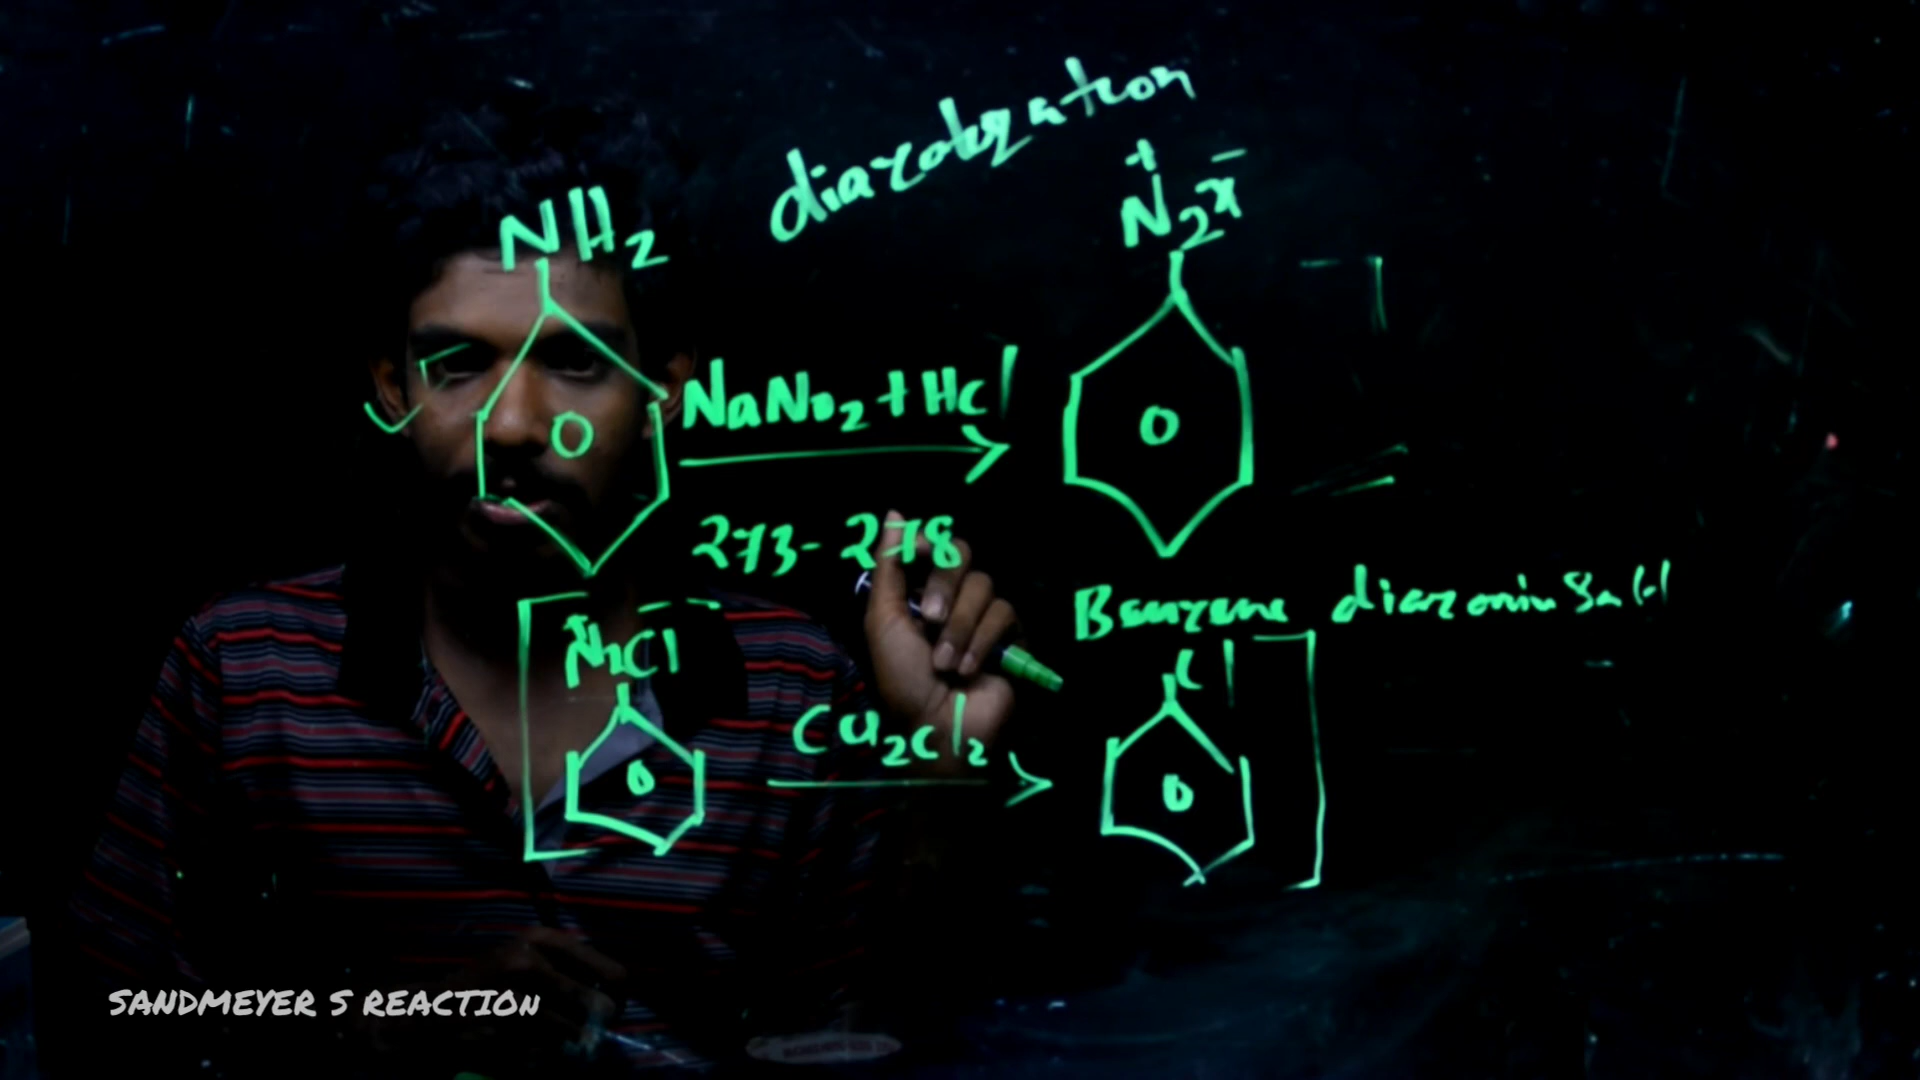 diazotization
NH2
N2+ X-
NaNO2 + HCl
O
O
273-278
Benzene diazonium Salt
N2Cl
Cl
Cu2Cl2
O
O
SANDMEYER S REACTION